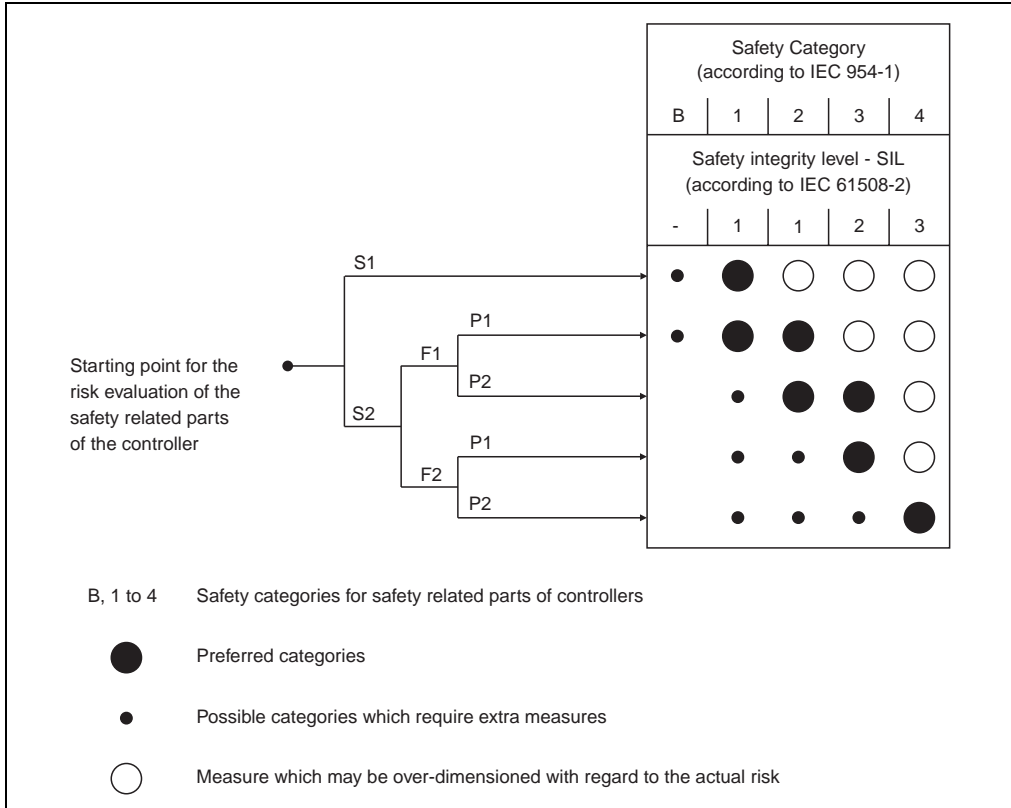 Safety Category
(according to IEC 954-1)
B 1 2 3 4
Safety integrity level - SIL
(according to IEC 61508-2)
- 1 1 2 3
S1
P1
F1
P2
Starting point for the
risk evaluation of the
safety related parts
of the controller
S2
P1
F2
P2
B, 1 to 4 Safety categories for safety related parts of controllers
Preferred categories
Possible categories which require extra measures
Measure which may be over-dimensioned with regard to the actual risk